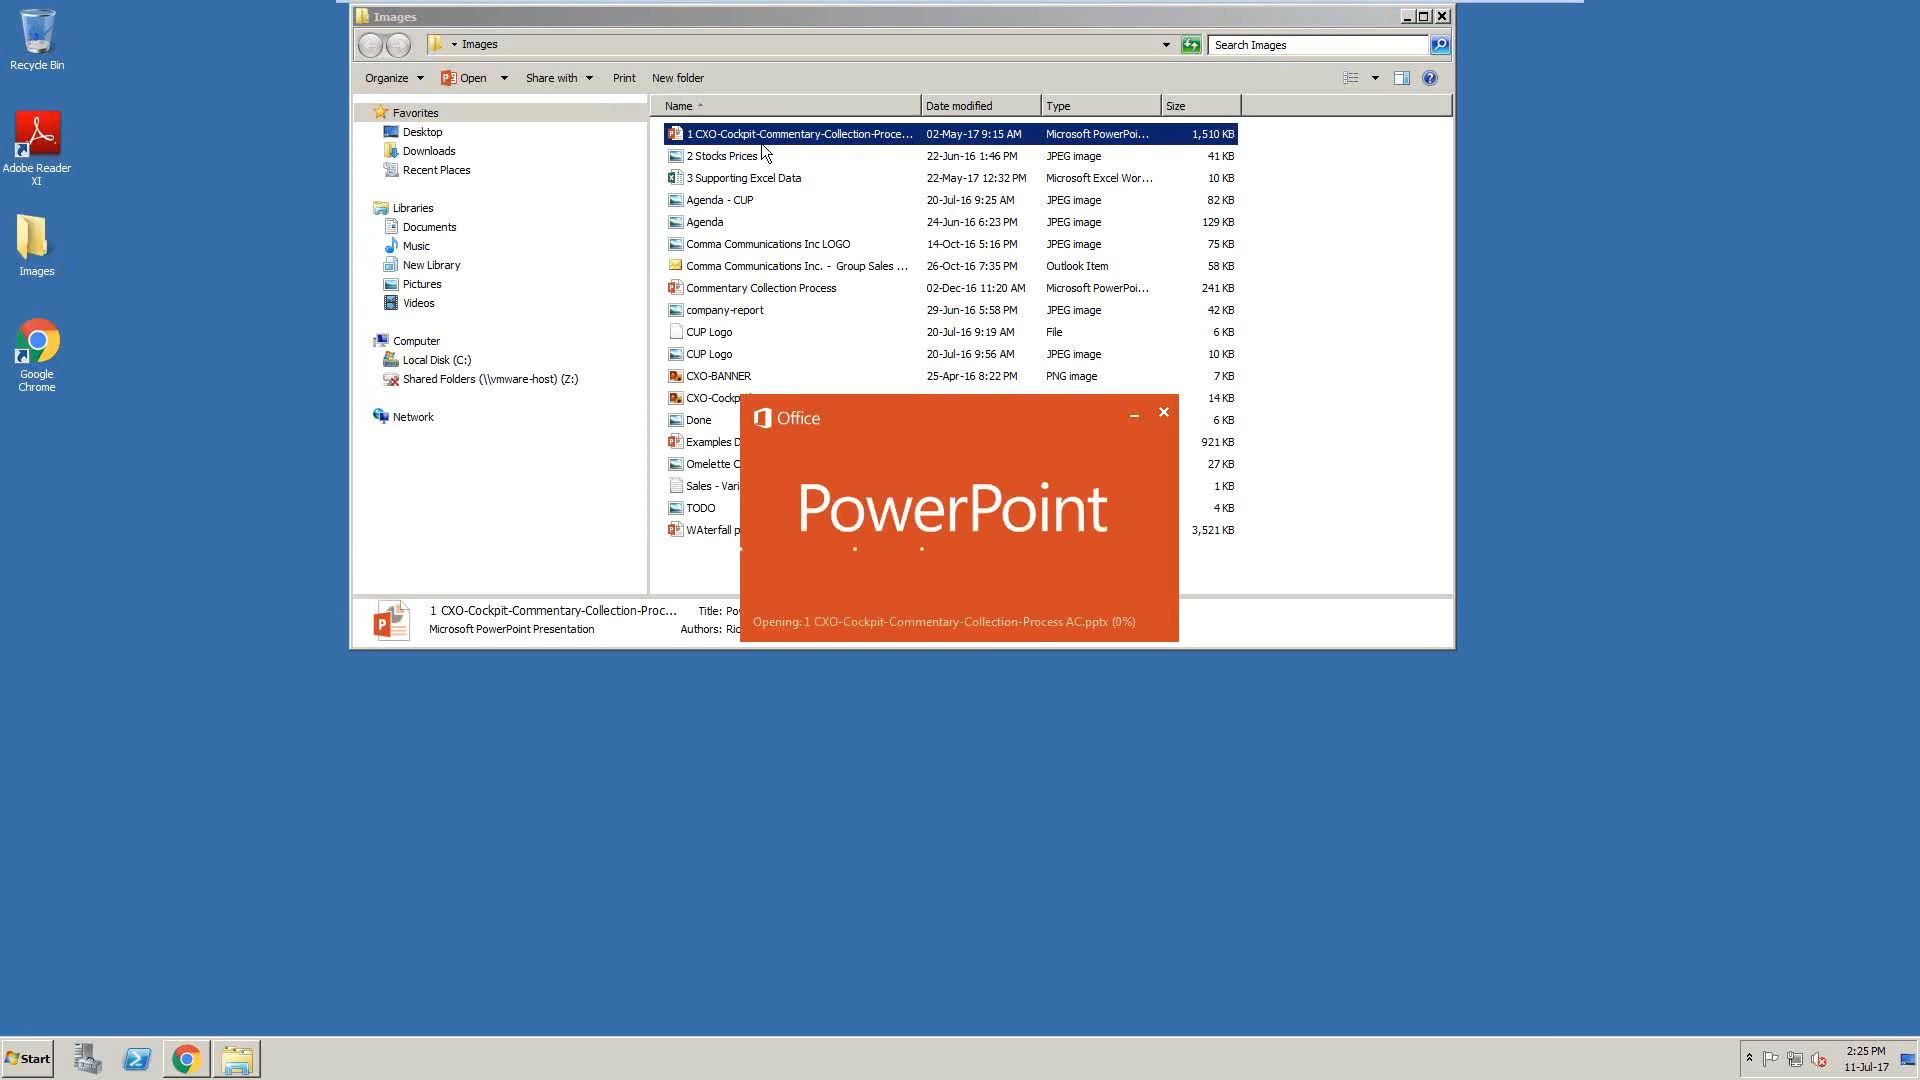 Recycle Bin
Adobe Reader
XI
Images
Google
Chrome
Images
Images
Search Images
Organize
Open
Share with
Print
New folder
Favorites
Desktop
Downloads
Recent Places
Libraries
Documents
Music
New Library
Pictures
Videos
Computer
Local Disk (C:)
Shared Folders (\\vmware-host) (Z:)
Network
Name Date modified Type Size
1 CXO-Cockpit-Commentary-Collection-Proce... 02-May-17 9:15 AM Microsoft PowerPoi... 1,510 KB
2 Stocks Prices 22-Jun-16 1:46 PM JPEG image 41 KB
3 Supporting Excel Data 22-May-17 12:32 PM Microsoft Excel Wor... 10 KB
Agenda - CUP 20-Jul-16 9:25 AM JPEG image 82 KB
Agenda 24-Jun-16 6:23 PM JPEG image 129 KB
Comma Communications Inc LOGO 14-Oct-16 5:16 PM JPEG image 75 KB
Comma Communications Inc. - Group Sales ... 26-Oct-16 7:35 PM Outlook Item 58 KB
Commentary Collection Process 02-Dec-16 11:20 AM Microsoft PowerPoi... 241 KB
company-report 29-Jun-16 5:58 PM JPEG image 42 KB
CUP Logo 20-Jul-16 9:19 AM File 6 KB
CUP Logo 20-Jul-16 9:56 AM JPEG image 10 KB
CXO-BANNER 25-Apr-16 8:22 PM PNG image 7 KB
CXO-Cockp 14 KB
Done 6 KB
Examples D 921 KB
Omelette C 27 KB
Sales - Vari 1 KB
TODO 4 KB
WAterfall p 3,521 KB
Office
PowerPoint
Opening: 1 CXO-Cockpit-Commentary-Collection-Process AC.pptx (0%)
1 CXO-Cockpit-Commentary-Collection-Proc... Title: Po
Microsoft PowerPoint Presentation Authors: Ric
Start
2:25 PM
11-Jul-17